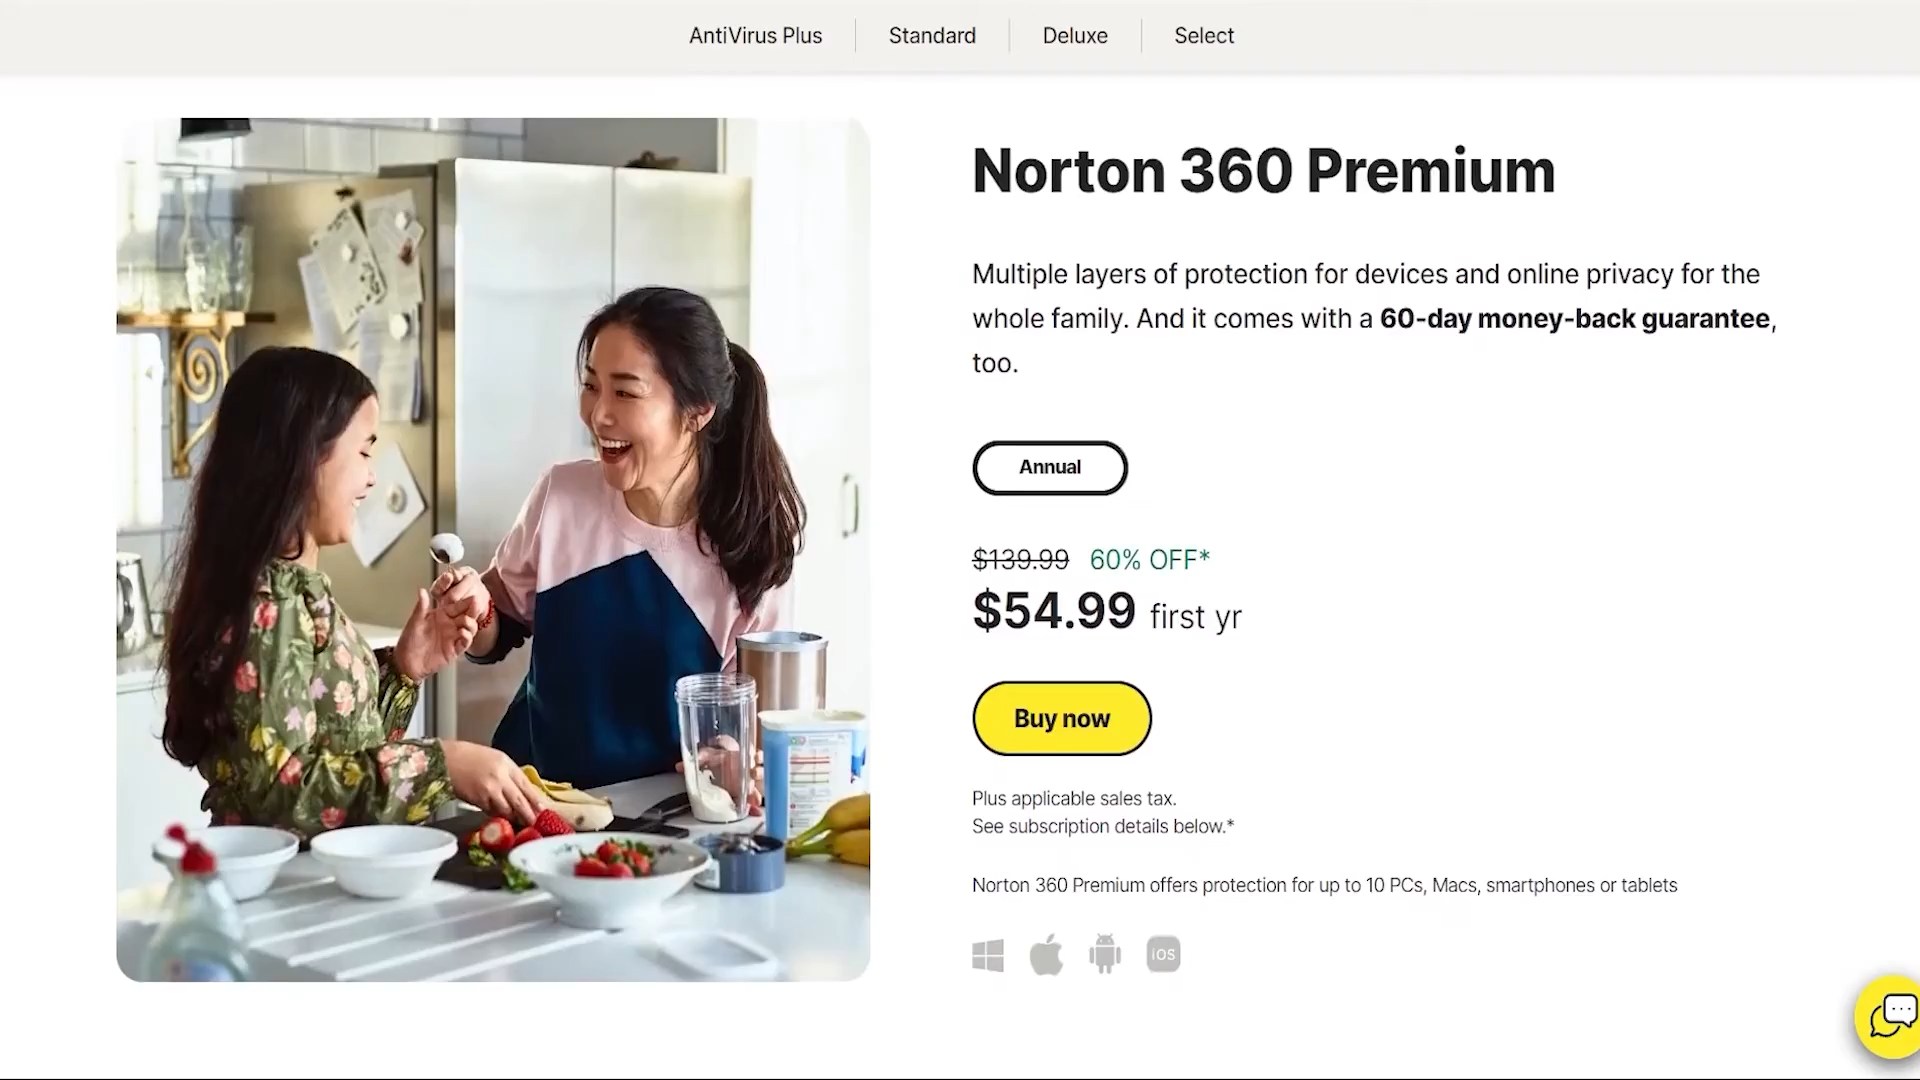 AntiVirus Plus
Standard
Deluxe
Select
Norton 360 Premium
Multiple layers of protection for devices and online privacy for the
whole family. And it comes with a 60-day money-back guarantee,
too.
Annual
$139.99 60% OFF*
$54.99 first yr
Buy now
Plus applicable sales tax.
See subscription details below.*
Norton 360 Premium offers protection for up to 10 PCs, Macs, smartphones or tablets
iOS